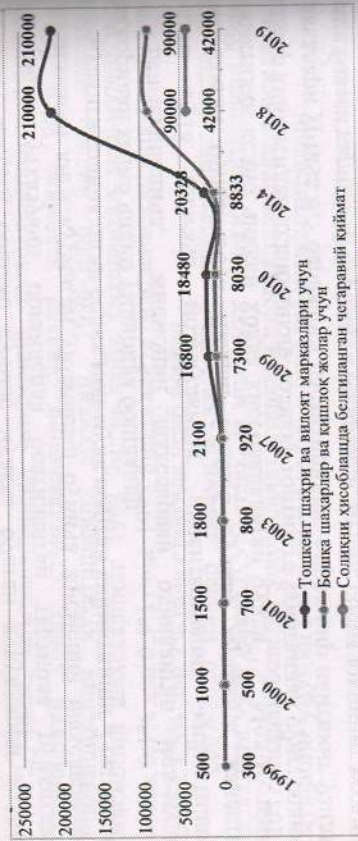 250000
200000
150000
100000
50000
0
210000 210000
90000 90000
42000 42000
500 1000 1500 1800 2100 16800 18480 20328
300 500 700 800 920 7300 8030 8833
1999 2000 2001 2003 2007 2009 2010 2014 2018 2019
Тошкент шаҳри ва вилоят марказлари учун
Бошқа шаҳарлар ва қишлоқ жолар учун
Солиқни ҳисоблашда белгиланган чегаравий қиймат